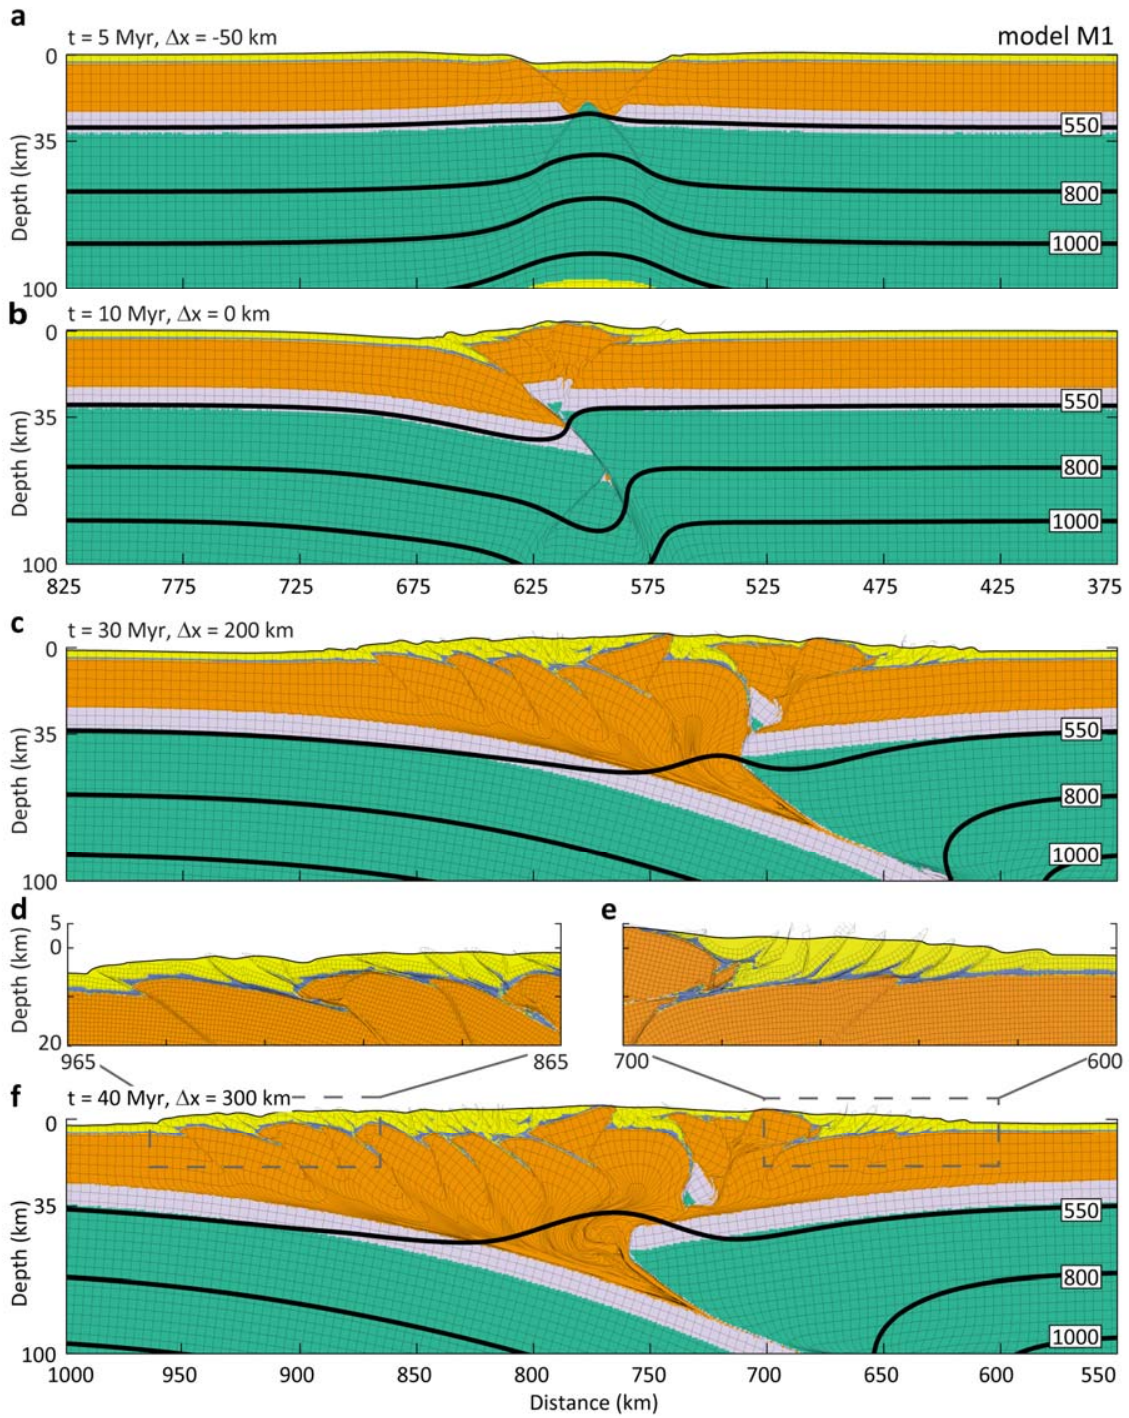 a
t = 5 Myr, Δx = -50 km
model M1
0
35
100
Depth (km)
550
800
1000
b
t = 10 Myr, Δx = 0 km
0
35
100
Depth (km)
550
800
1000
825 775 725 675 625 575 525 475 425 375
c
t = 30 Myr, Δx = 200 km
0
35
100
Depth (km)
550
800
1000
d
5
0
20
Depth (km)
965 865
e
700 600
f
t = 40 Myr, Δx = 300 km
0
35
100
Depth (km)
550
800
1000
1000 950 900 850 800 750 700 650 600 550
Distance (km)